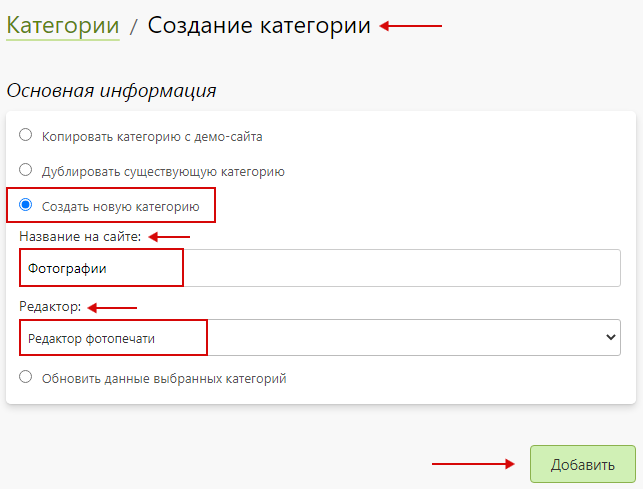 Категории / Создание категории
Основная информация
Копировать категорию с демо-сайта
Дублировать существующую категорию
Создать новую категорию
Название на сайте:
Фотографии
Редактор:
Редактор фотопечати
Обновить данные выбранных категорий
Добавить